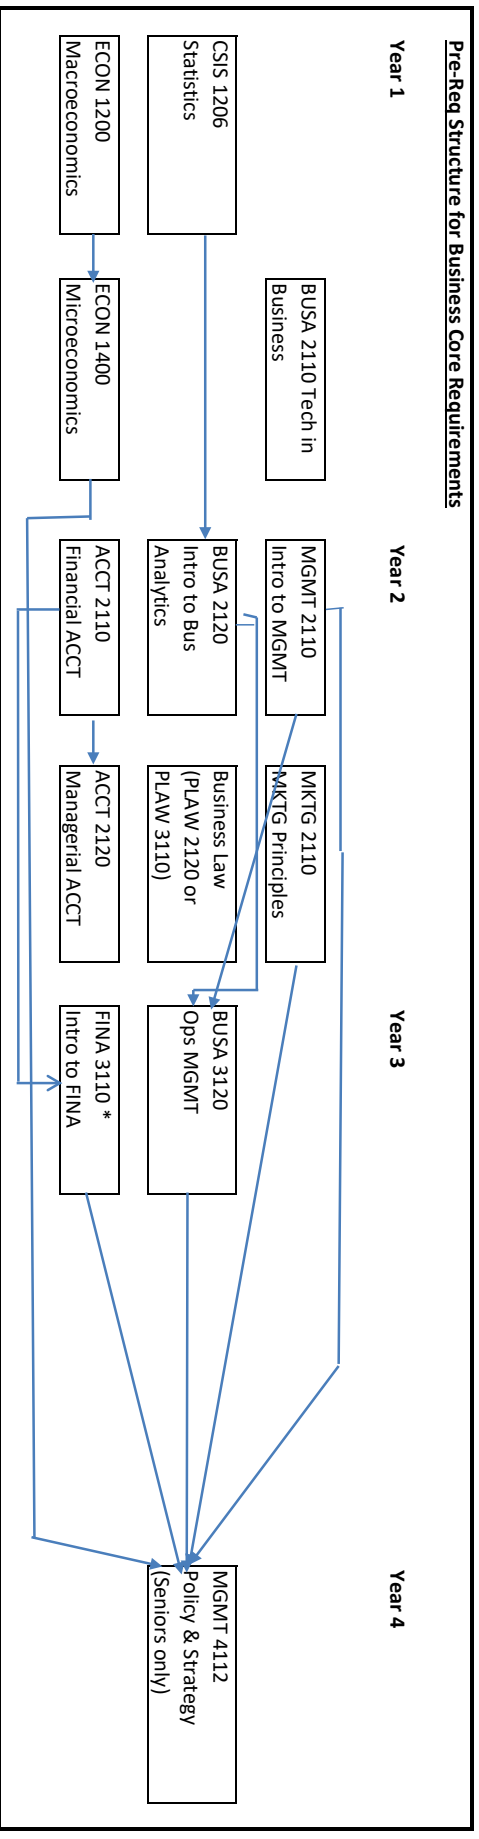 Pre-Req Structure for Business Core Requirements
Year 1
Year 2
Year 3
Year 4
BUSA 2110 Tech in
Business
MGMT 2110
Intro to MGMT
MKTG 2110
MKTG Principles
CSIS 1206
Statistics
BUSA 2120
Intro to Bus
Analytics
Business Law
(PLAW 2120 or
PLAW 3110)
BUSA 3120
Ops MGMT
MGMT 4112
Policy & Strategy
(Seniors only)
ECON 1200
Macroeconomics
ECON 1400
Microeconomics
ACCT 2110
Financial ACCT
ACCT 2120
Managerial ACCT
FINA 3110 *
Intro to FINA